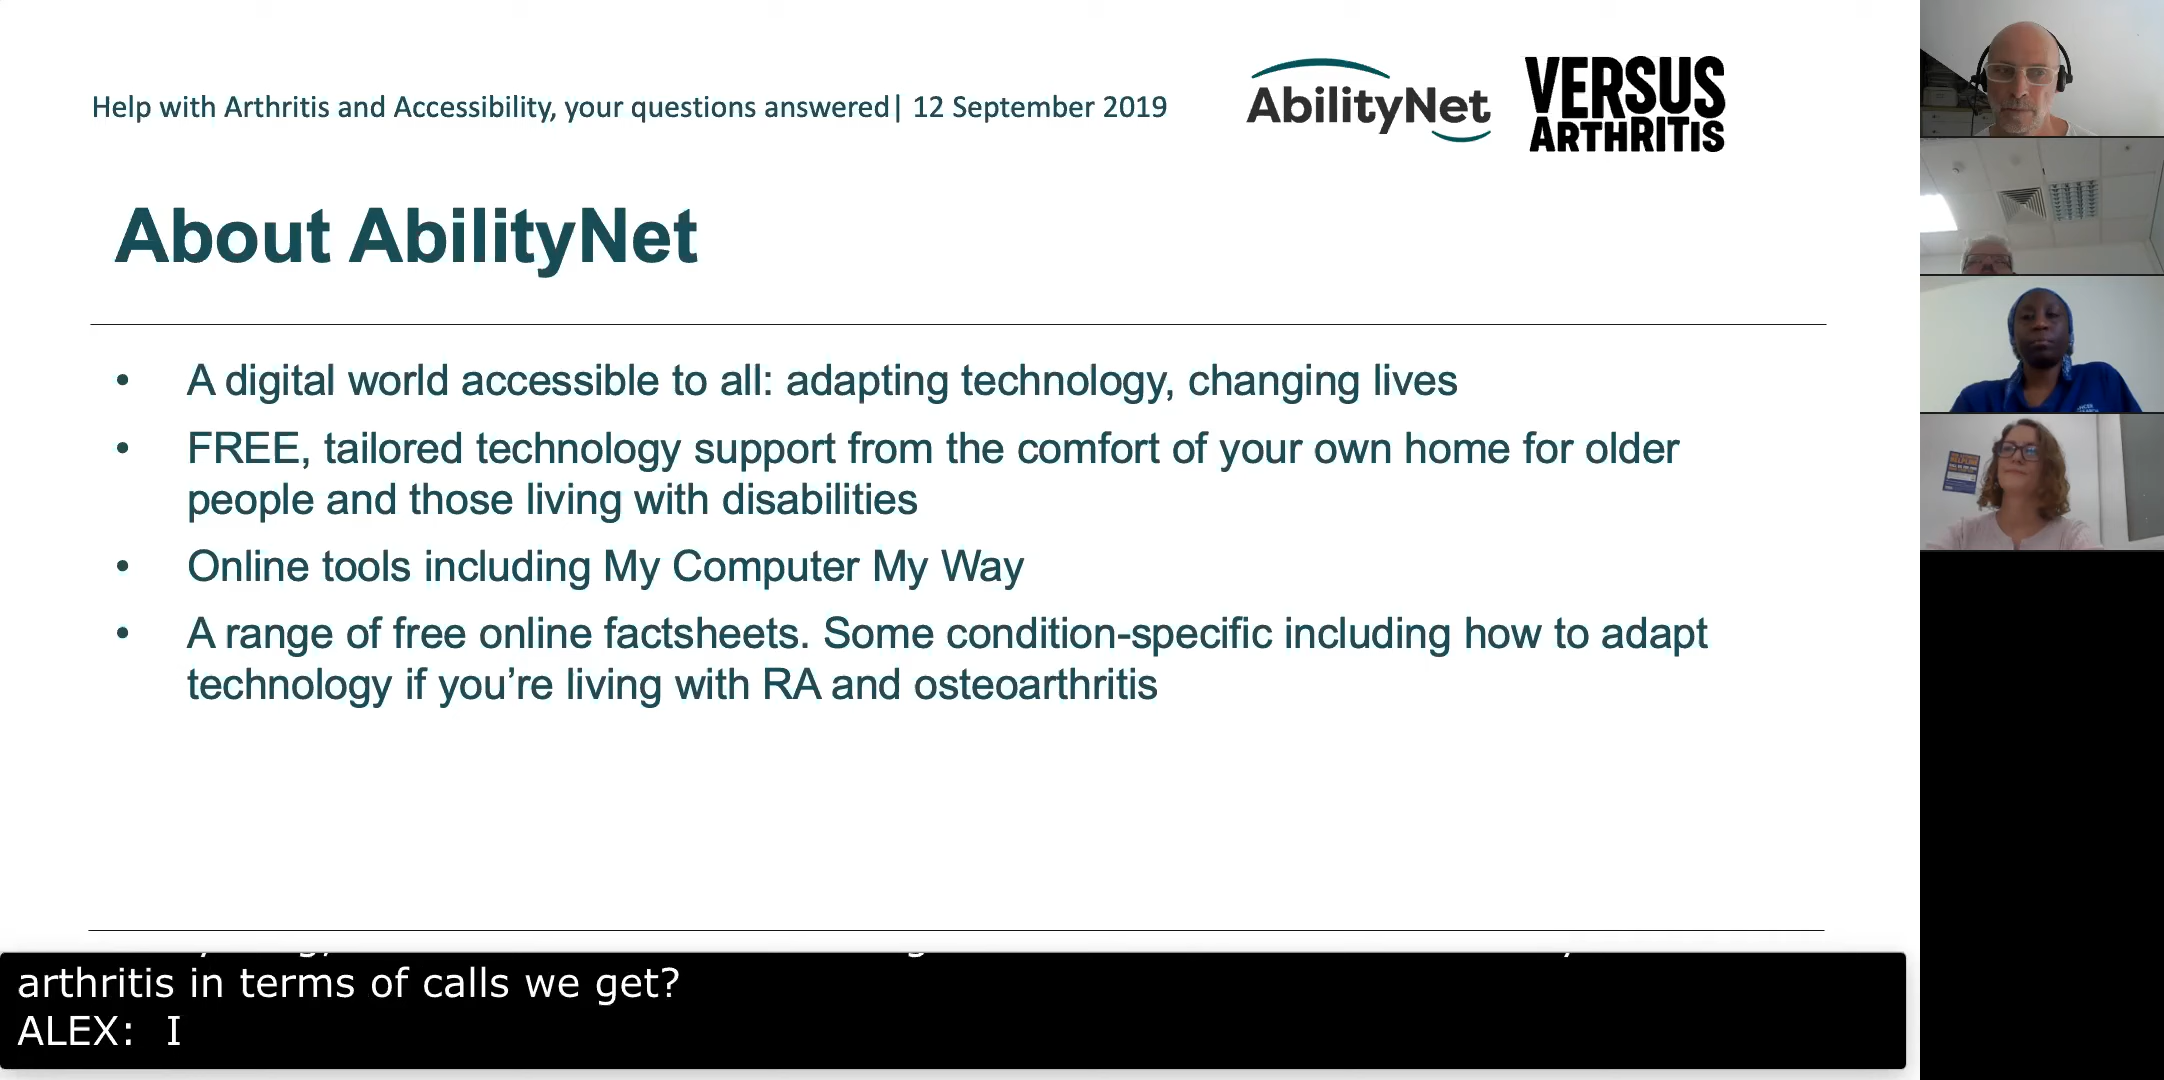 Help with Arthritis and Accessibility, your questions answered| 12 September 2019
AbilityNet
VERSUS
ARTHRITIS
About AbilityNet
• A digital world accessible to all: adapting technology, changing lives
• FREE, tailored technology support from the comfort of your own home for older
people and those living with disabilities
• Online tools including My Computer My Way
• A range of free online factsheets. Some condition-specific including how to adapt
technology if you’re living with RA and osteoarthritis
arthritis in terms of calls we get?
ALEX: I